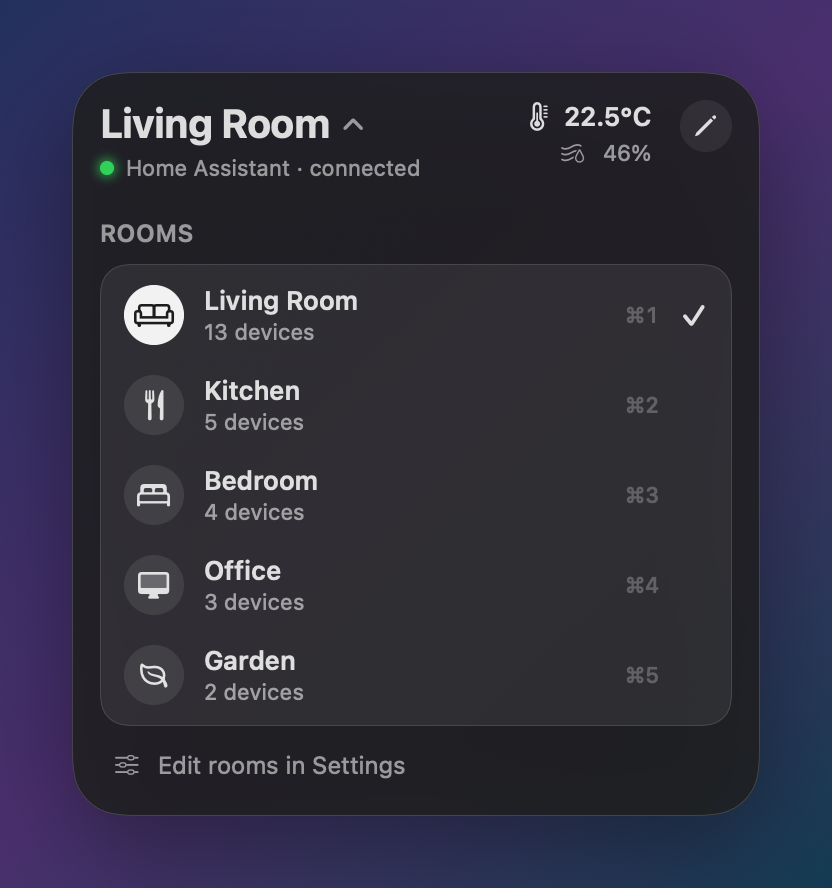 Living Room
22.5°C
Home Assistant · connected
46%
ROOMS
Living Room
13 devices
⌘1
Kitchen
5 devices
⌘2
Bedroom
4 devices
⌘3
Office
3 devices
⌘4
Garden
2 devices
⌘5
Edit rooms in Settings